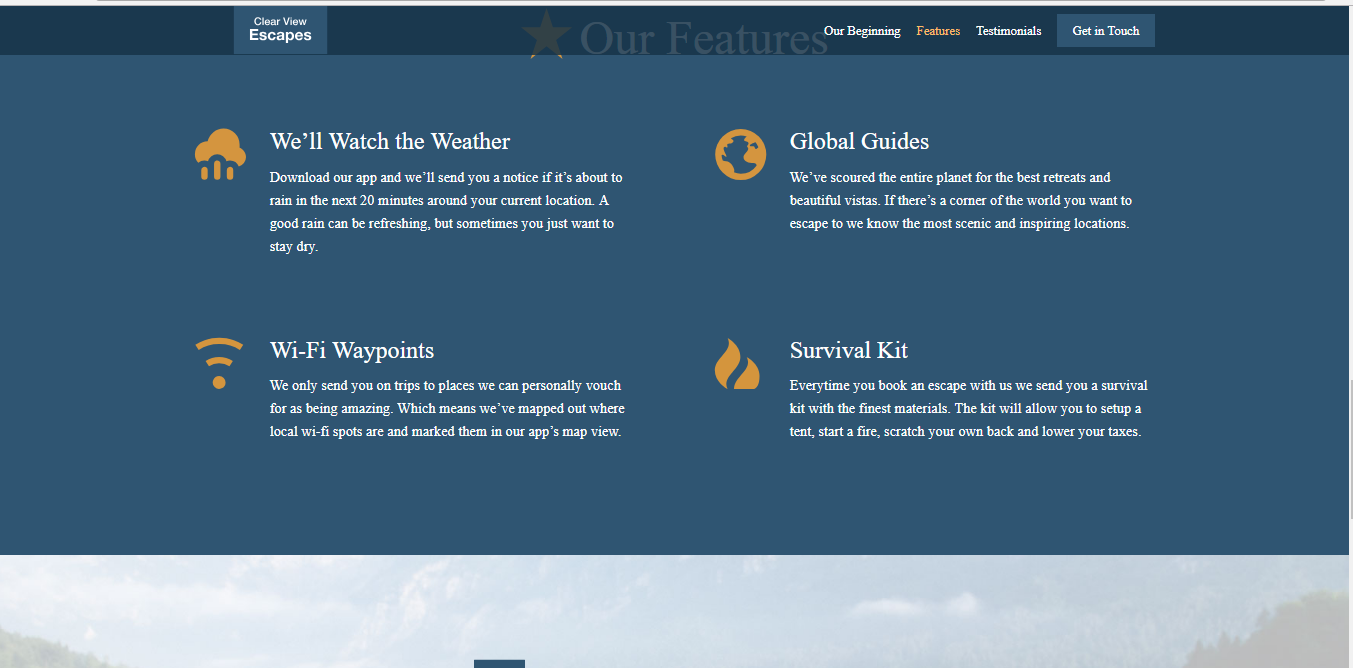 Clear View
Escapes
Our Features
Our Beginning
Features
Testimonials
Get in Touch
We’ll Watch the Weather
Download our app and we’ll send you a notice if it’s about to
rain in the next 20 minutes around your current location. A
good rain can be refreshing, but sometimes you just want to
stay dry.
Global Guides
We’ve scoured the entire planet for the best retreats and
beautiful vistas. If there’s a corner of the world you want to
escape to we know the most scenic and inspiring locations.
Wi-Fi Waypoints
We only send you on trips to places we can personally vouch
for as being amazing. Which means we’ve mapped out where
local wi-fi spots are and marked them in our app’s map view.
Survival Kit
Everytime you book an escape with us we send you a survival
kit with the finest materials. The kit will allow you to setup a
tent, start a fire, scratch your own back and lower your taxes.